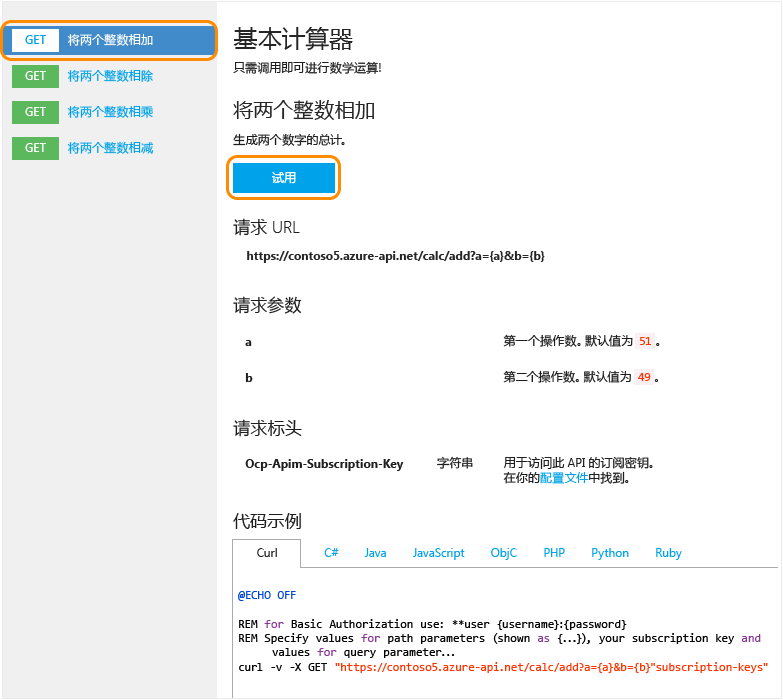 GET 将两个整数相加
GET 将两个整数相除
GET 将两个整数相乘
GET 将两个整数相减
基本计算器
只需调用即可进行数学运算!
将两个整数相加
生成两个数字的总计。
试用
请求 URL
https://contoso5.azure-api.net/calc/add?a={a}&b={b}
请求参数
a 第一个操作数。默认值为 51 。
b 第二个操作数。默认值为 49 。
请求标头
Ocp-Apim-Subscription-Key 字符串 用于访问此 API 的订阅密钥。
在你的配置文件中找到。
代码示例
Curl C# Java JavaScript ObjC PHP Python Ruby
@ECHO OFF
REM for Basic Authorization use: **user {username}:{password}
REM Specify values for path parameters (shown as {...}), your subscription key and
values for query parameter...
curl -v -X GET "https://contoso5.azure-api.net/calc/add?a={a}&b={b}"subscription-keys"